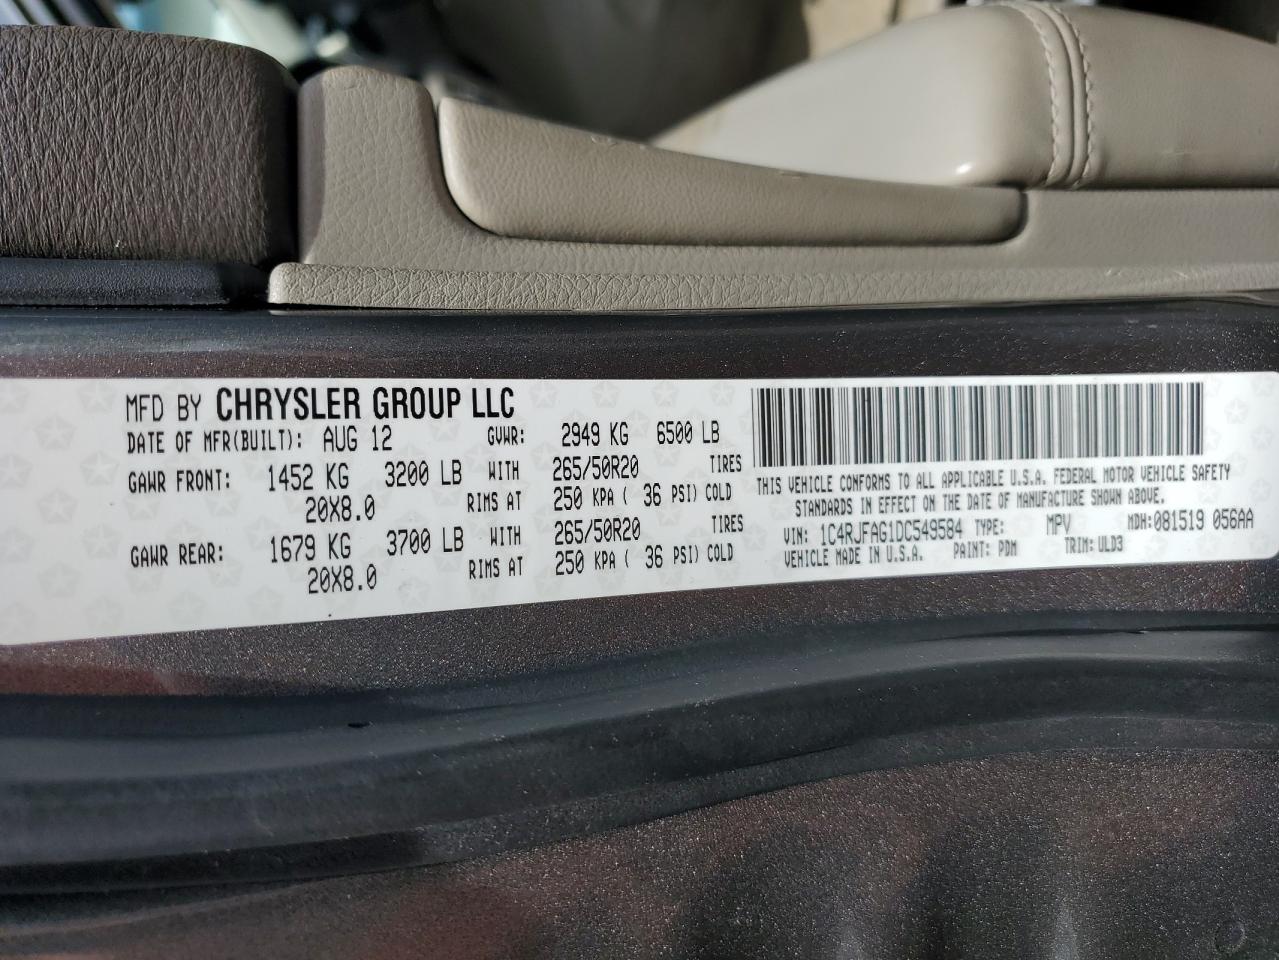 MFD BY CHRYSLER GROUP LLC
DATE OF MFR(BUILT): AUG 12 GVWR: 2949 KG 6500 LB
GAWR FRONT: 1452 KG 3200 LB WITH 265/50R20 TIRES
20X8.0 RIMS AT 250 KPA ( 36 PSI) COLD
GAWR REAR: 1679 KG 3700 LB WITH 265/50R20 TIRES
20X8.0 RIMS AT 250 KPA ( 36 PSI) COLD
THIS VEHICLE CONFORMS TO ALL APPLICABLE U.S.A. FEDERAL MOTOR VEHICLE SAFETY
STANDARDS IN EFFECT ON THE DATE OF MANUFACTURE SHOWN ABOVE.
VIN: 1C4RJFAG1DC549584 TYPE: MPV MDH:081519 056AA
VEHICLE MADE IN U.S.A. PAINT: PDM TRIM: ULD3